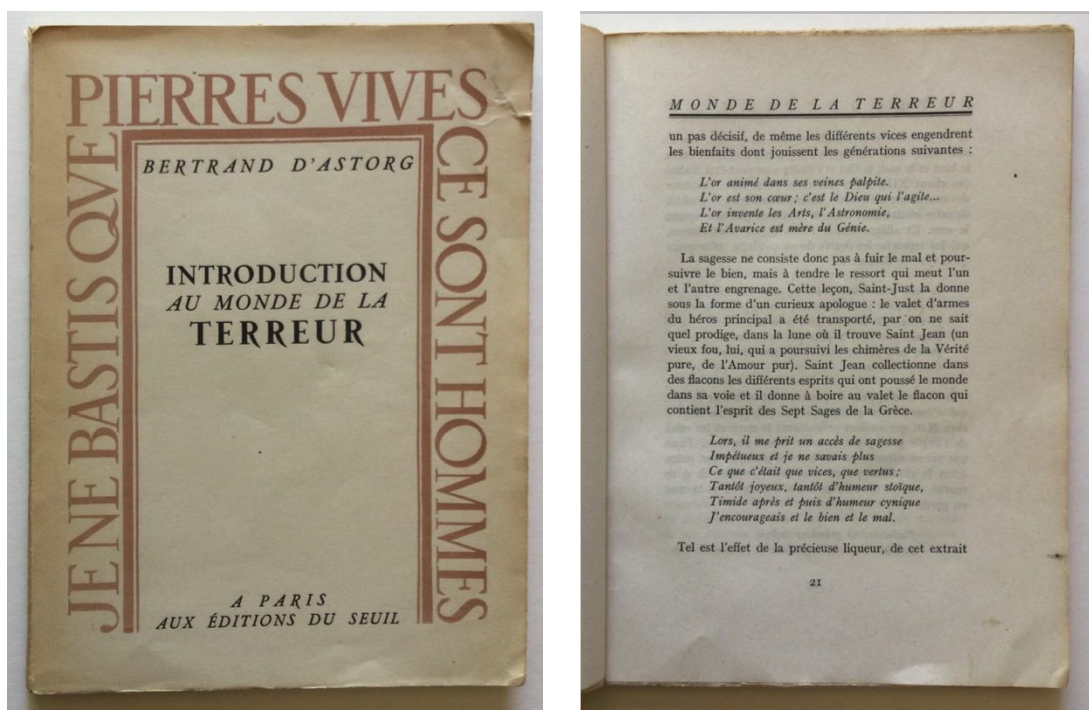 JE NE BASTIS QVE
PIERRES VIVES
CE SONT HOMMES
BERTRAND D'ASTORG
INTRODUCTION
AU MONDE DE LA
TERREUR
A PARIS
AUX ÉDITIONS DU SEUIL
MONDE DE LA TERREUR
un pas décisif, de même les différents vices engendrent
les bienfaits dont jouissent les générations suivantes :
L'or animé dans ses veines palpite.
L'or est son cœur ; c'est le Dieu qui l'agite...
L'or invente les Arts, l'Astronomie,
Et l'Avarice est mère du Génie.
La sagesse ne consiste donc pas à fuir le mal et pour-
suivre le bien, mais à tendre le ressort qui meut l'un
et l'autre engrenage. Cette leçon, Saint-Just la donne
sous la forme d'un curieux apologue : le valet d'armes
du héros principal a été transporté, par on ne sait
quel prodige, dans la lune où il trouve Saint Jean (un
vieux fou, lui, qui a poursuivi les chimères de la Vérité
pure, de l'Amour pur). Saint Jean collectionne dans
des flacons les différents esprits qui ont poussé le monde
dans sa voie et il donne à boire au valet le flacon qui
contient l'esprit des Sept Sages de la Grèce.
Lors, il me prit un accès de sagesse
Impétueux et je ne savais plus
Ce que c'était que vices, que vertus ;
Tantôt joyeux, tantôt d'humeur stoïque,
Timide après et puis d'humeur cynique
J'encourageais et le bien et le mal.
Tel est l'effet de la précieuse liqueur, de cet extrait
21